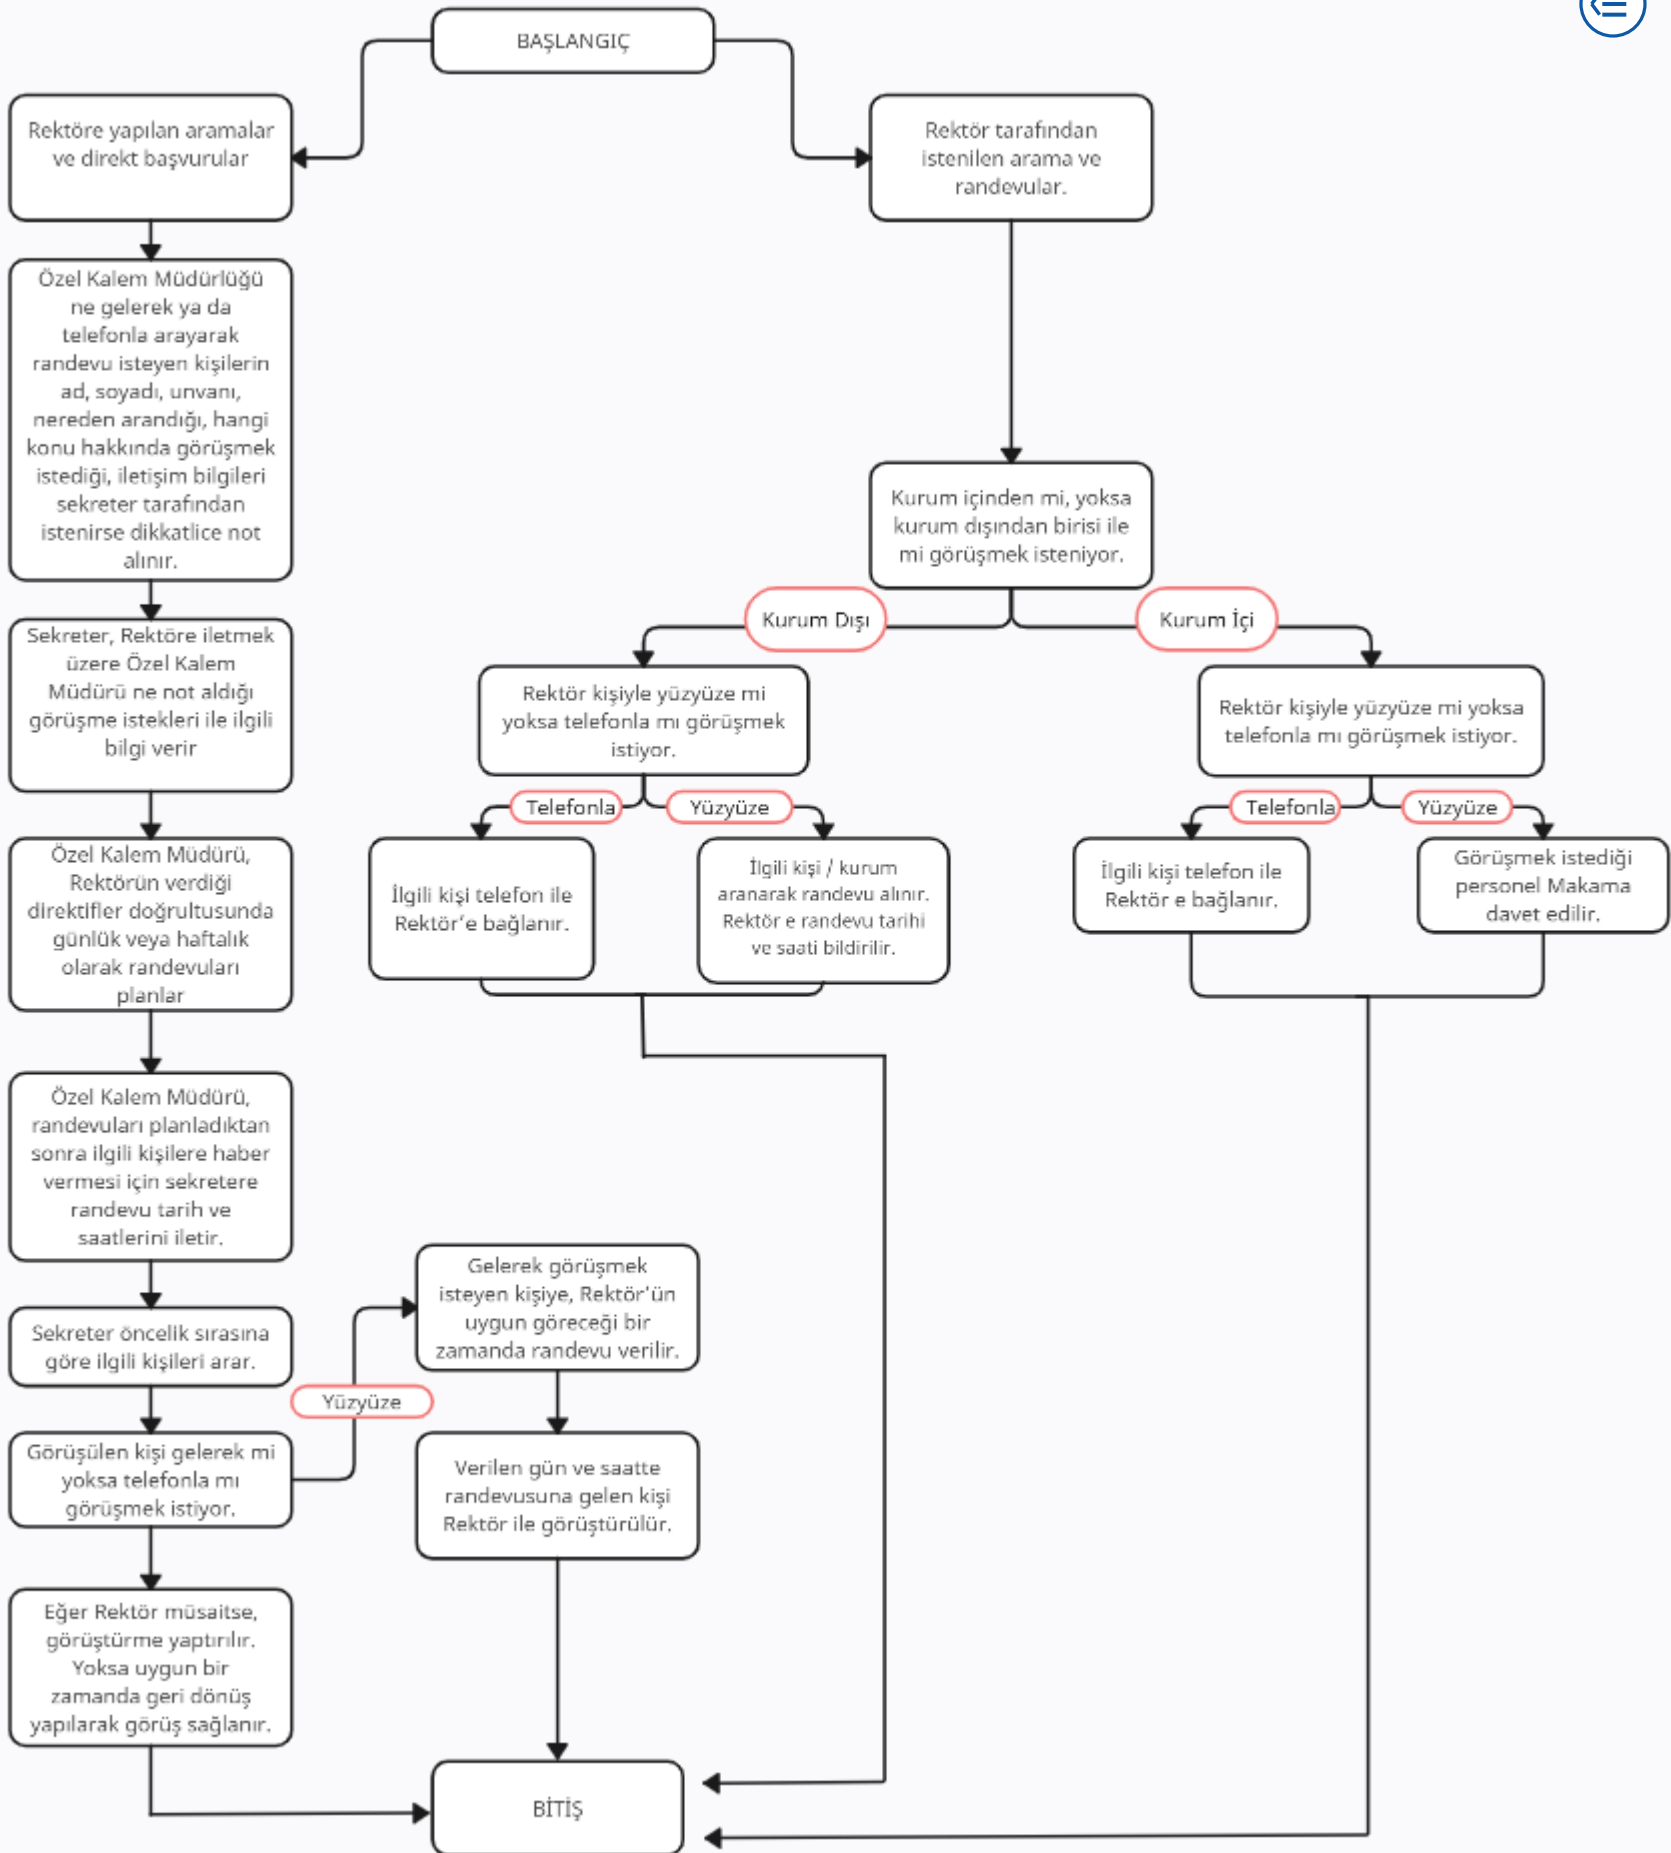 BAŞLANGIÇ
Rektöre yapılan aramalar
ve direkt başvurular
Rektör tarafından
istenilen arama ve
randevular.
Özel Kalem Müdürlüğü
ne gelerek ya da
telefonla arayarak
randevu isteyen kişilerin
ad, soyadı, unvanı,
nereden arandığı, hangi
konu hakkında görüşmek
istediği, iletişim bilgileri
sekreter tarafından
istenirse dikkatlice not
alınır.
Kurum içinden mi, yoksa
kurum dışından birisi ile
mi görüşmek isteniyor.
Kurum Dışı
Kurum İçi
Sekreter, Rektöre iletmek
üzere Özel Kalem
Müdürü ne not aldığı
görüşme istekleri ile ilgili
bilgi verir
Rektör kişiyle yüzyüze mi
yoksa telefonla mı görüşmek
istiyor.
Rektör kişiyle yüzyüze mi yoksa
telefonla mı görüşmek istiyor.
Telefonla
Yüzyüze
Telefonla
Yüzyüze
Özel Kalem Müdürü,
Rektörün verdiği
direktifler doğrultusunda
günlük veya haftalık
olarak randevuları
planlar
İlgili kişi telefon ile
Rektör'e bağlanır.
İlgili kişi / kurum
aranarak randevu alınır.
Rektör e randevu tarihi
ve saati bildirilir.
İlgili kişi telefon ile
Rektör e bağlanır.
Görüşmek istediği
personel Makama
davet edilir.
Özel Kalem Müdürü,
randevuları planladıktan
sonra ilgili kişilere haber
vermesi için sekretere
randevu tarih ve
saatlerini iletir.
Gelerek görüşmek
isteyen kişiye, Rektör'ün
uygun göreceği bir
zamanda randevu verilir.
Sekreter öncelik sırasına
göre ilgili kişileri arar.
Yüzyüze
Görüşülen kişi gelerek mi
yoksa telefonla mı
görüşmek istiyor.
Verilen gün ve saatte
randevusuna gelen kişi
Rektör ile görüştürülür.
Eğer Rektör müsaitse,
görüştürme yaptırılır.
Yoksa uygun bir
zamanda geri dönüş
yapılarak görüş sağlanır.
BİTİŞ